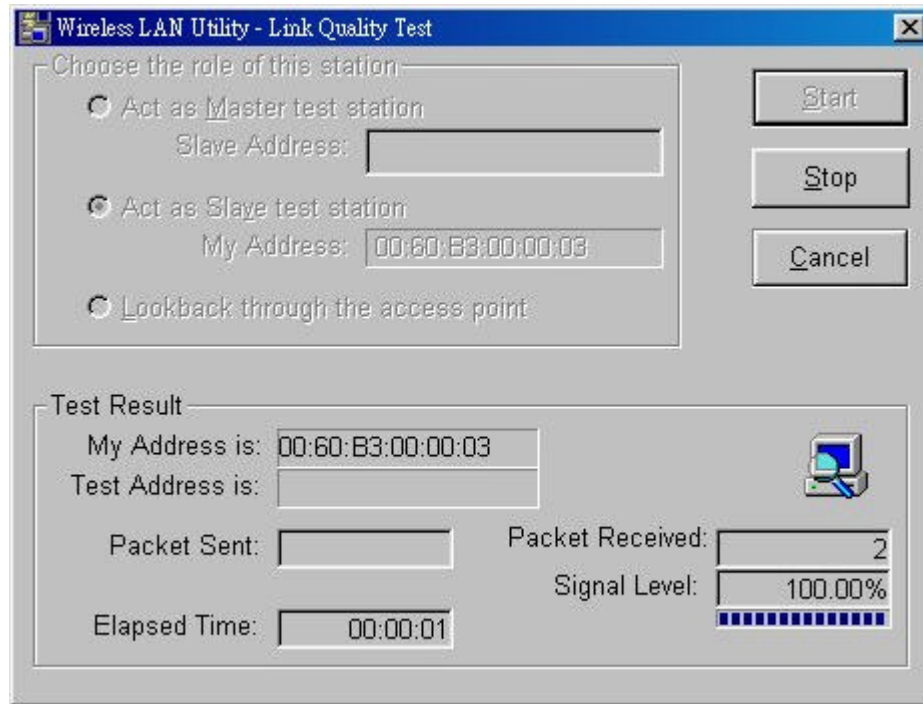 Wireless LAN Utility - Link Quality Test
Choose the role of this station
Act as Master test station
Slave Address:
Act as Slave test station
My Address: 00:60:B3:00:00:03
Lookback through the access point
Start
Stop
Cancel
Test Result
My Address is: 00:60:B3:00:00:03
Test Address is:
Packet Sent:
Packet Received: 2
Signal Level: 100.00%
Elapsed Time: 00:00:01